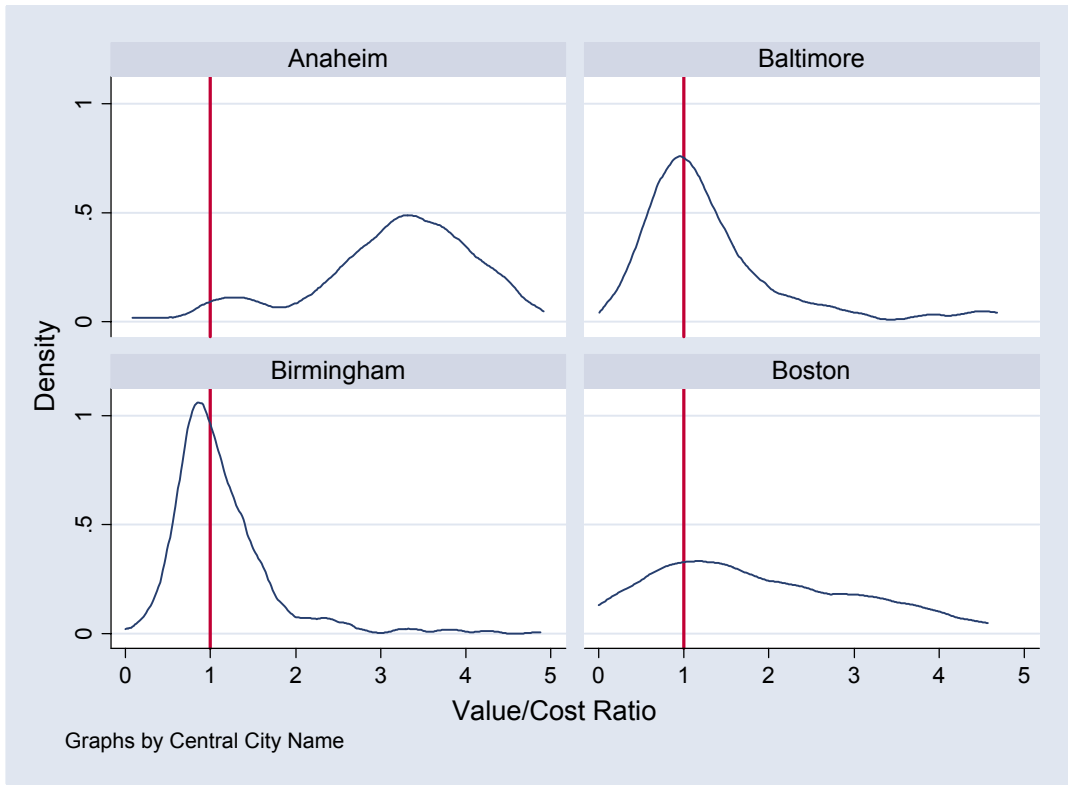 Anaheim
Baltimore
0 .5 1
Birmingham
Boston
0 .5 1
Density
0 1 2 3 4 5
0 1 2 3 4 5
Value/Cost Ratio
Graphs by Central City Name